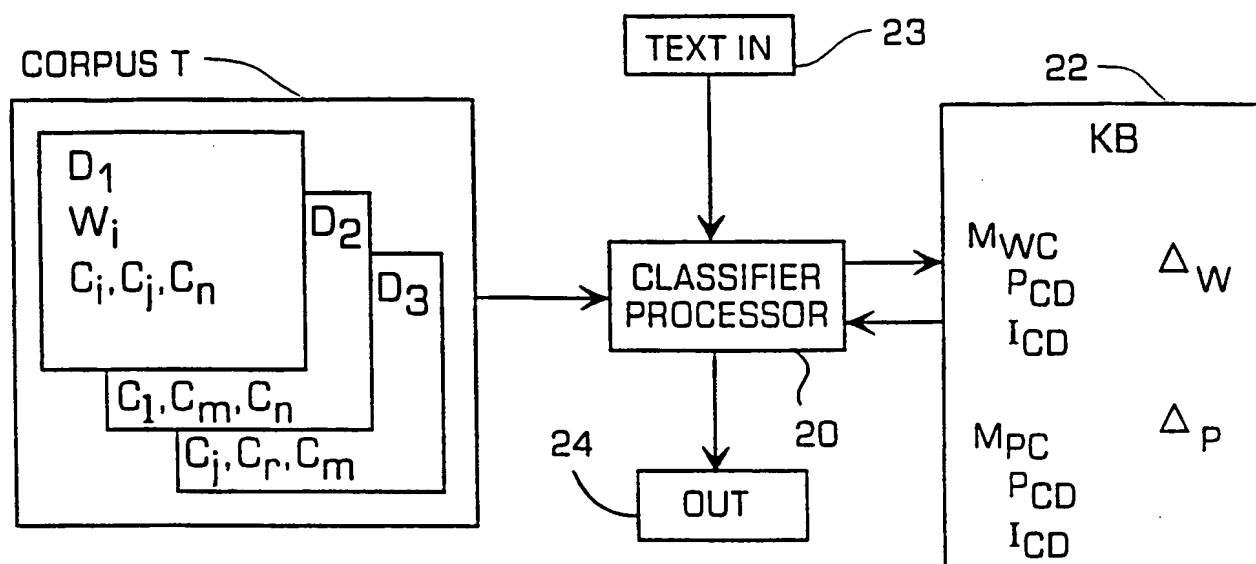 CORPUS T
D1
Wi
Ci, Cj, Cn
D2
Cl, Cm, Cn
D3
Cj, Cr, Cm
TEXT IN
23
CLASSIFIER
PROCESSOR
20
OUT
24
22
KB
MWC
PCD
ICD
ΔW
MPC
PCD
ICD
ΔP